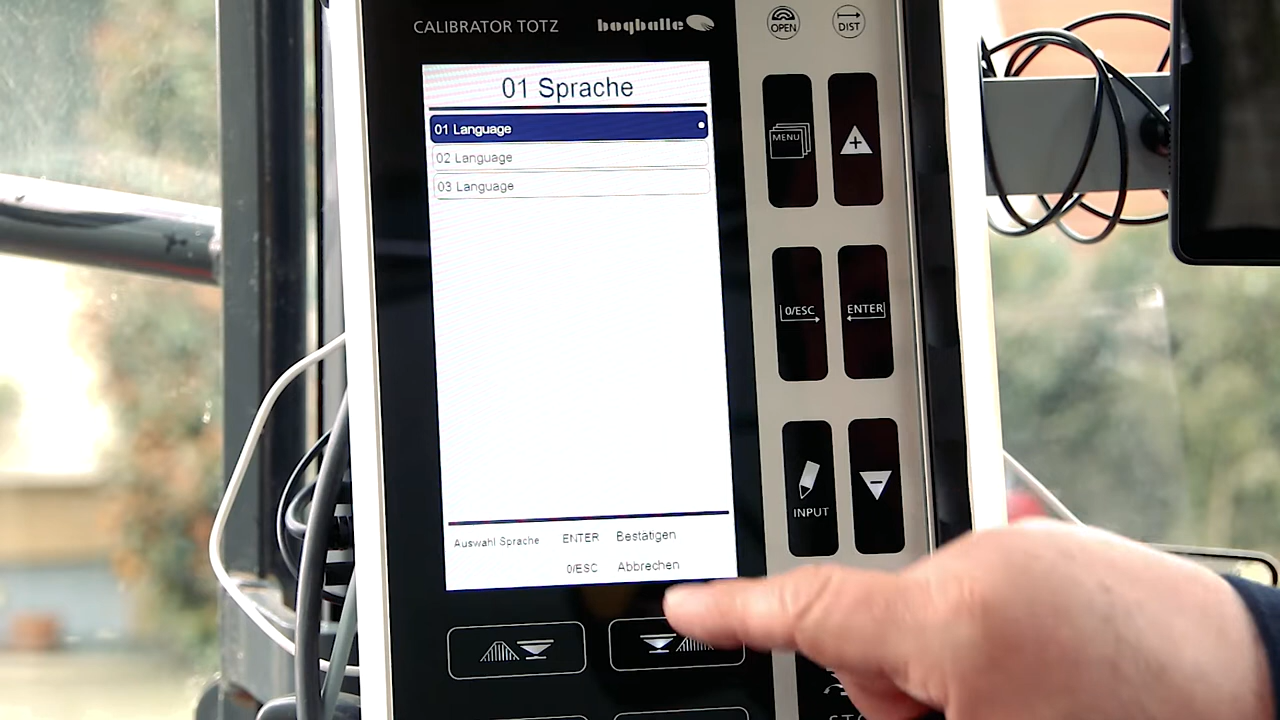 CALIBRATOR TOTZ bogballe
OPEN DIST
01 Sprache
01 Language
02 Language
03 Language
MENU
0/ESC ENTER
INPUT
Auswahl Sprache ENTER Bestätigen
0/ESC Abbrechen